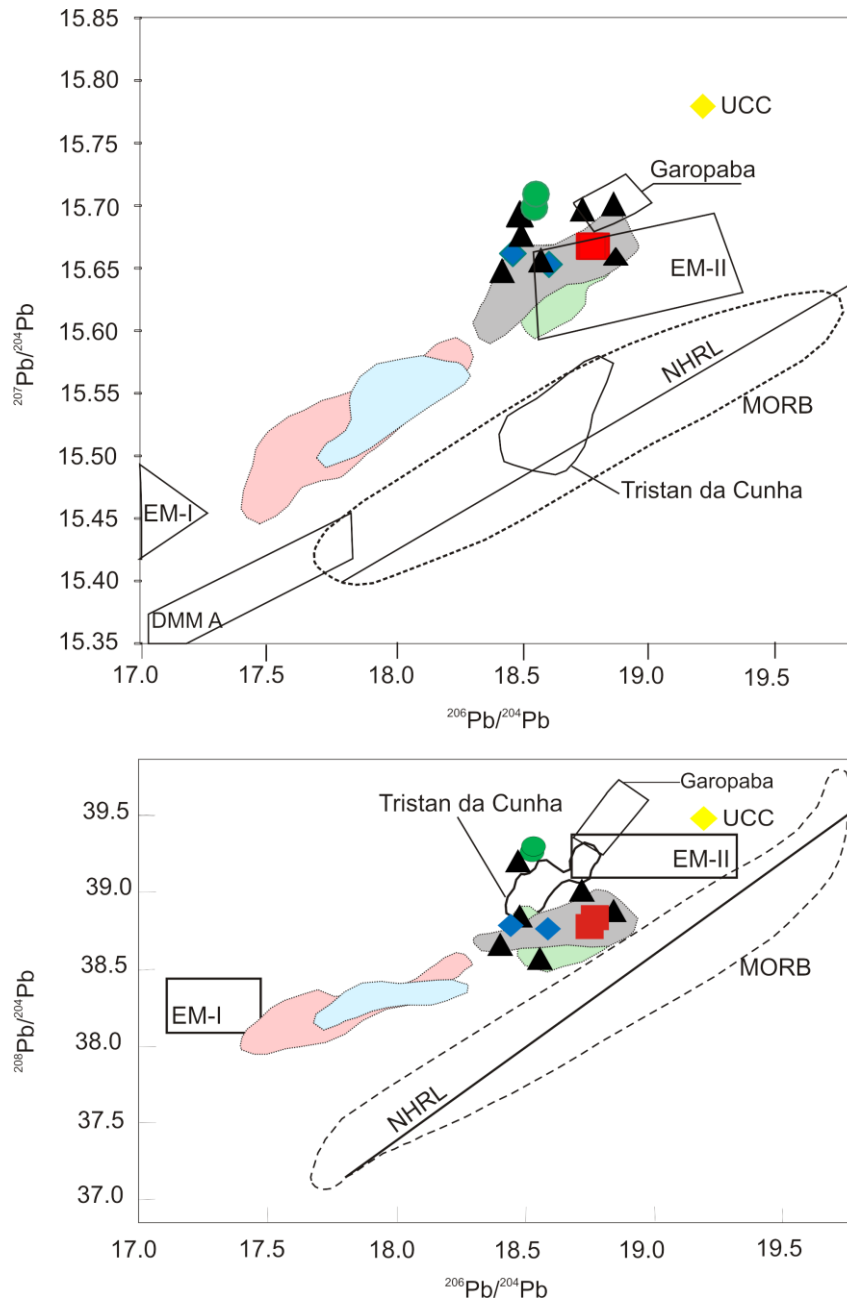 15.85
15.80
UCC
15.75
Garopaba
15.70
15.65
EM-II
15.60
NHRL
15.55
MORB
15.50
Tristan da Cunha
EM-I
15.45
15.40
DMM A
15.35
17.0 17.5 18.0 18.5 19.0 19.5
²⁰⁷Pb/²⁰⁴Pb
²⁰⁶Pb/²⁰⁴Pb
Garopaba
39.5
Tristan da Cunha
UCC
EM-II
39.0
38.5
MORB
EM-I
38.0
37.5
NHRL
37.0
17.0 17.5 18.0 18.5 19.0 19.5
²⁰⁸Pb/²⁰⁴Pb
²⁰⁶Pb/²⁰⁴Pb